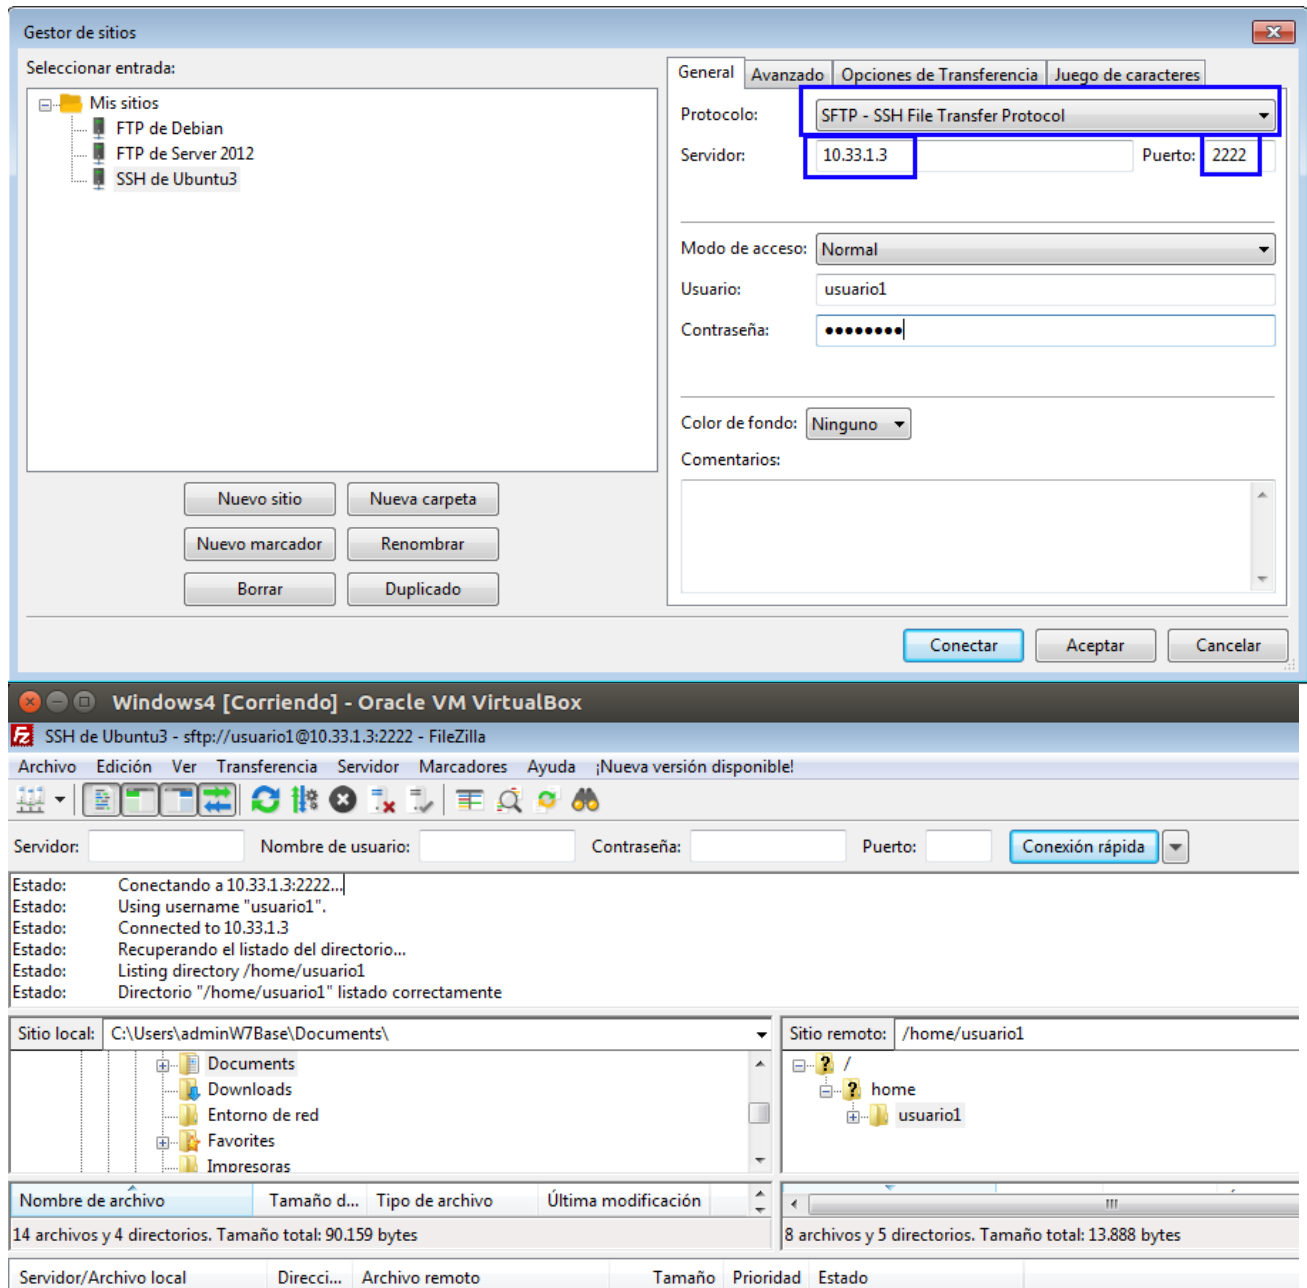 Gestor de sitios
Seleccionar entrada:
Mis sitios
FTP de Debian
FTP de Server 2012
SSH de Ubuntu3
Nuevo sitio Nueva carpeta
Nuevo marcador Renombrar
Borrar Duplicado
General Avanzado Opciones de Transferencia Juego de caracteres
Protocolo: SFTP - SSH File Transfer Protocol
Servidor: 10.33.1.3 Puerto: 2222
Modo de acceso: Normal
Usuario: usuario1
Contraseña: ●●●●●●●●
Color de fondo: Ninguno
Comentarios:
Conectar Aceptar Cancelar
Windows4 [Corriendo] - Oracle VM VirtualBox
Fz SSH de Ubuntu3 - sftp://usuario1@10.33.1.3:2222 - FileZilla
Archivo Edición Ver Transferencia Servidor Marcadores Ayuda ¡Nueva versión disponible!
Servidor: Nombre de usuario: Contraseña: Puerto: Conexión rápida
Estado: Conectando a 10.33.1.3:2222...
Estado: Using username "usuario1".
Estado: Connected to 10.33.1.3
Estado: Recuperando el listado del directorio...
Estado: Listing directory /home/usuario1
Estado: Directorio "/home/usuario1" listado correctamente
Sitio local: C:\Users\adminW7Base\Documents\
Documents
Downloads
Entorno de red
Favorites
Impresoras
Nombre de archivo Tamaño d... Tipo de archivo Última modificación
14 archivos y 4 directorios. Tamaño total: 90.159 bytes
Sitio remoto: /home/usuario1
/
home
usuario1
8 archivos y 5 directorios. Tamaño total: 13.888 bytes
Servidor/Archivo local Direcci... Archivo remoto Tamaño Prioridad Estado